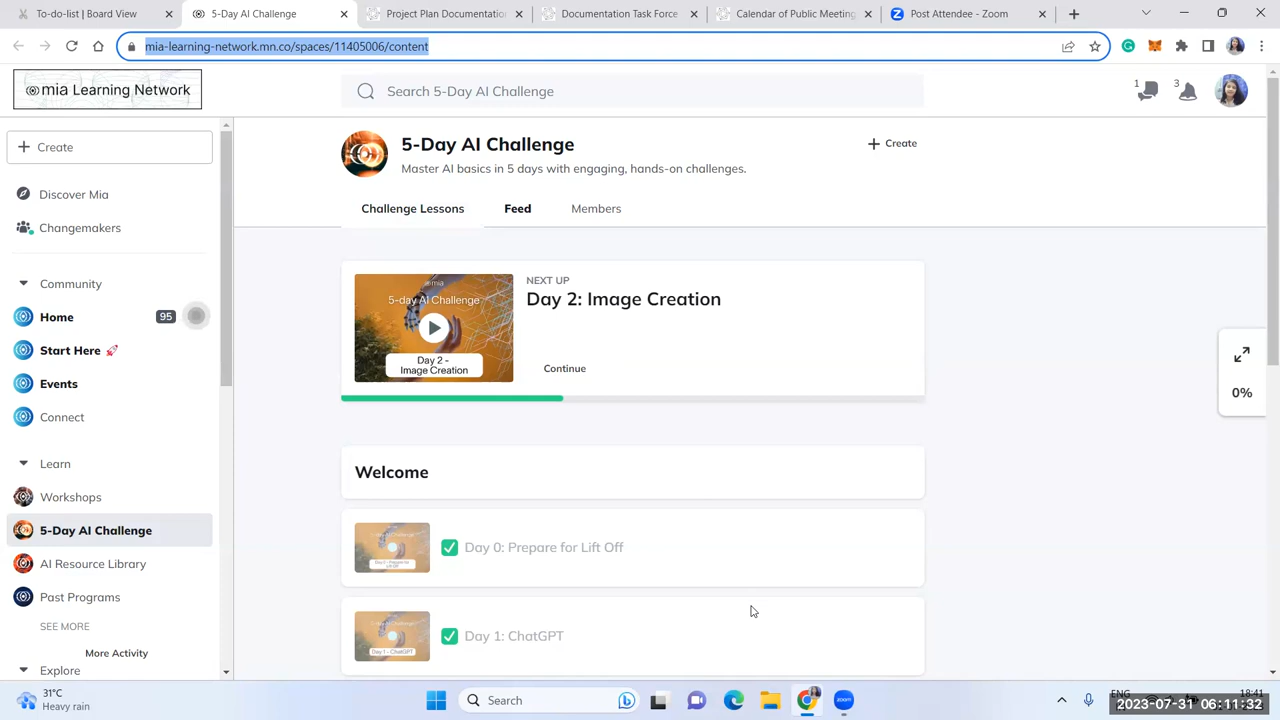 To-do list | Board View
5-Day AI Challenge
Project Plan Documentatio
Documentation Task Force
Calendar of Public Meeting
Post Attendee - Zoom
mia-learning-network.mn.co/spaces/11405006/content
mia Learning Network
Search 5-Day AI Challenge
1
3
Create
Discover Mia
Changemakers
Community
Home
95
Start Here 🚀
Events
Connect
Learn
Workshops
5-Day AI Challenge
AI Resource Library
Past Programs
SEE MORE
More Activity
Explore
5-Day AI Challenge
Master AI basics in 5 days with engaging, hands-on challenges.
Create
Challenge Lessons
Feed
Members
mia
5-day AI Challenge
Day 2 -
Image Creation
NEXT UP
Day 2: Image Creation
Continue
0%
Welcome
Day 0: Prepare for Lift Off
Day 1 - ChatGPT
Day 1: ChatGPT
31°C
Heavy rain
Search
zoom
ENG
18:41
2023-07-31 06:11:32